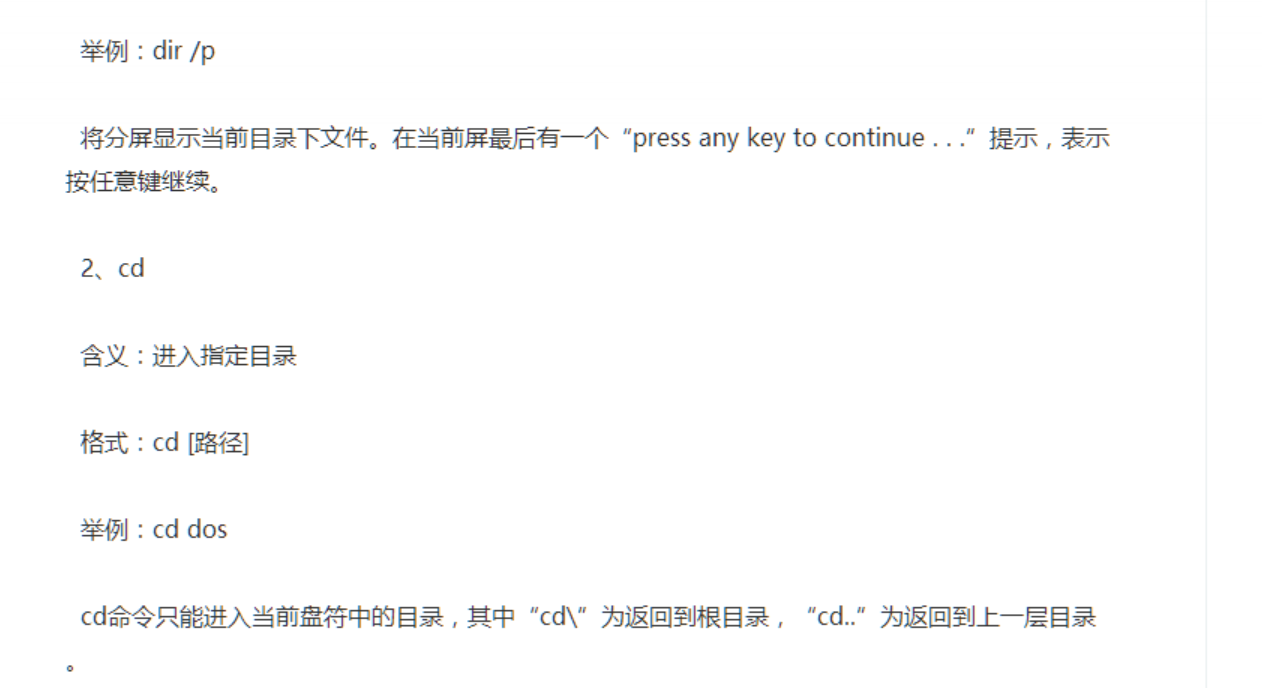 举例：dir /p
将分屏显示当前目录下文件。在当前屏最后有一个“press any key to continue . . .”提示，表示
按任意键继续。
2、cd
含义：进入指定目录
格式：cd [路径]
举例：cd dos
cd命令只能进入当前盘符中的目录，其中“cd\”为返回到根目录，“cd..”为返回到上一层目录
。